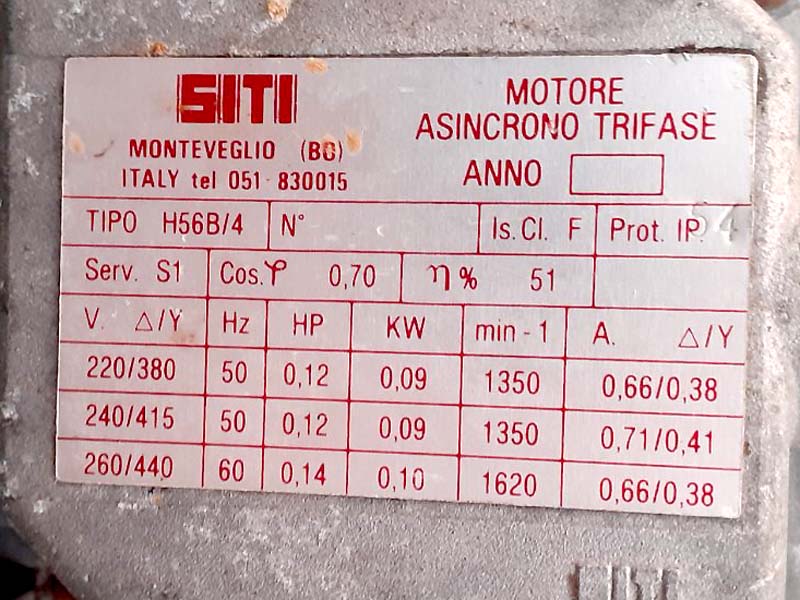 SITI
MONTEVEGLIO (BO)
ITALY tel 051-830015
MOTORE
ASINCRONO TRIFASE
ANNO
TIPO H56B/4 N° Is. Cl. F Prot. IP. 54
Serv. S1 Cos. φ 0,70 η% 51
V. △/Y Hz HP KW min-1 A. △/Y
220/380 50 0,12 0,09 1350 0,66/0,38
240/415 50 0,12 0,09 1350 0,71/0,41
260/440 60 0,14 0,10 1620 0,66/0,38